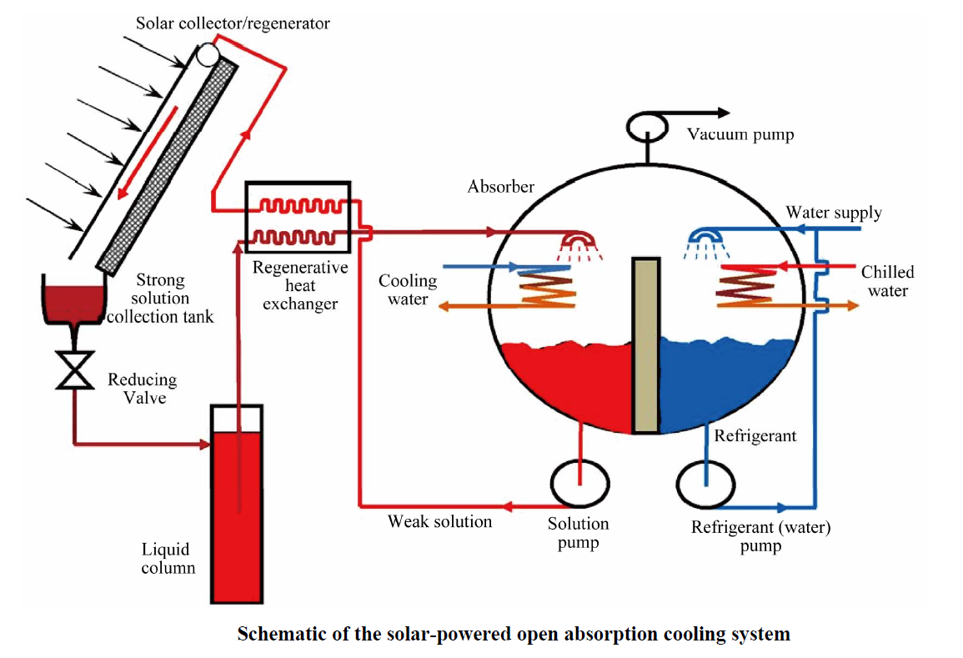 Solar collector/regenerator
Vacuum pump
Absorber
Water supply
Regenerative
heat
exchanger
Cooling
water
Chilled
water
Strong
solution
collection tank
Reducing
Valve
Refrigerant
Weak solution
Solution
pump
Refrigerant (water)
pump
Liquid
column
Schematic of the solar-powered open absorption cooling system